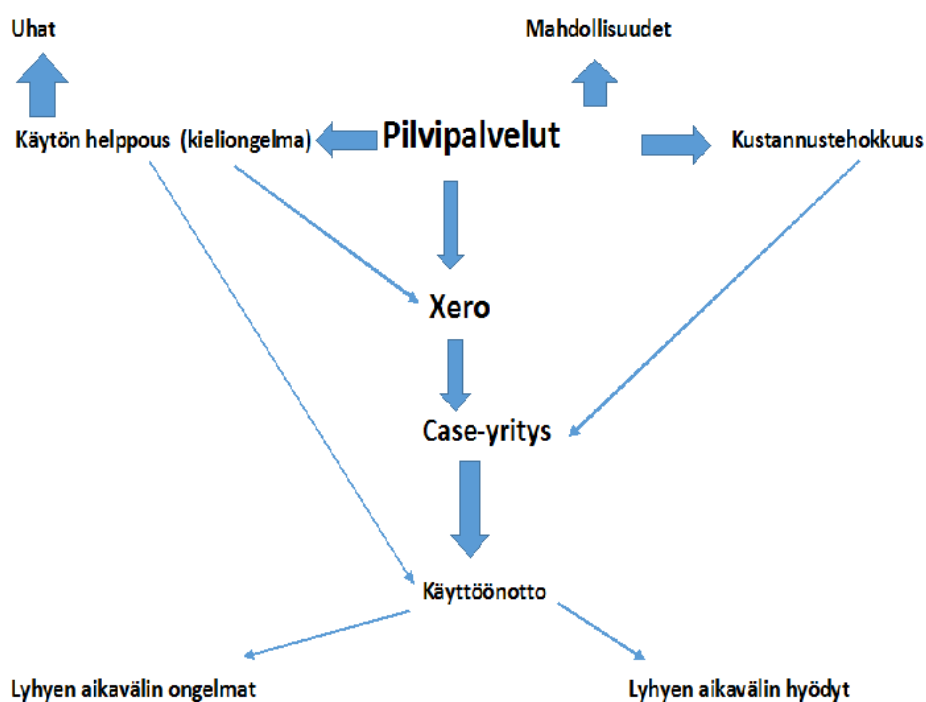 Uhat
Mahdollisuudet
Käytön helppous (kieliongelma)
Pilvipalvelut
Kustannustehokkuus
Xero
Case-yritys
Käyttöönotto
Lyhyen aikavälin ongelmat
Lyhyen aikavälin hyödyt